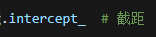 .intercept_  # 截距